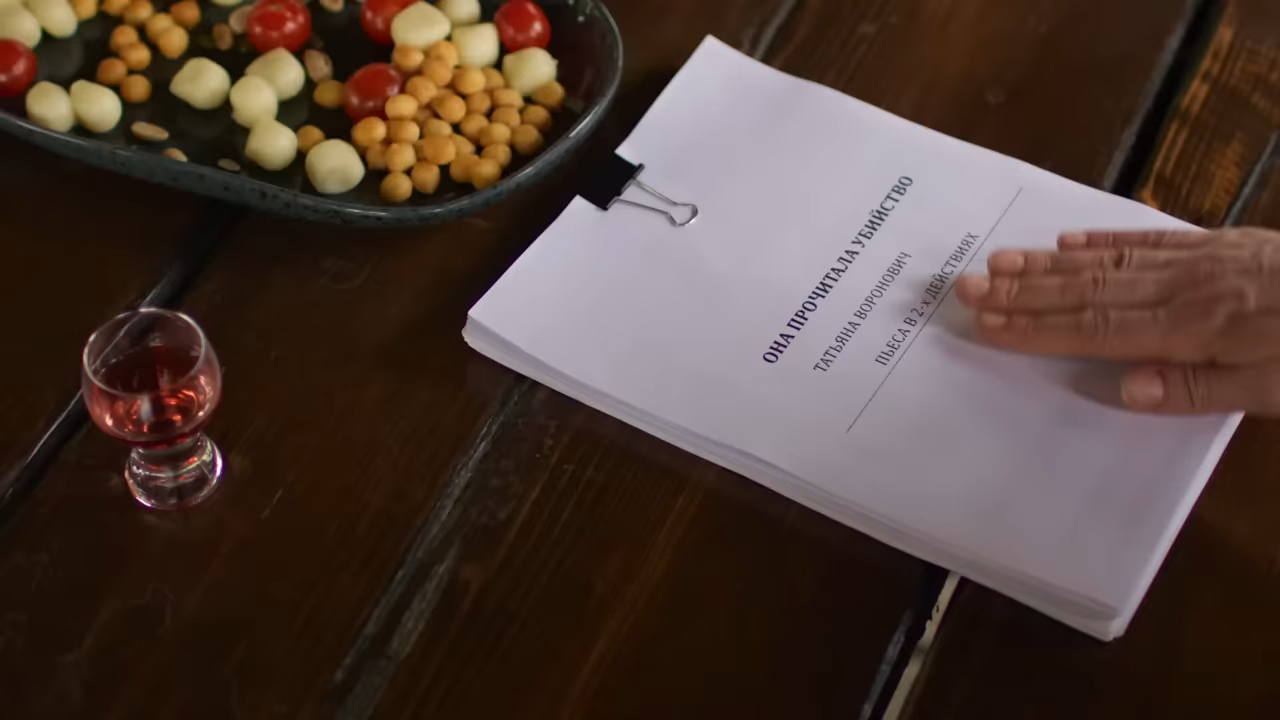 ОНА ПРОЧИТАЛА УБИЙСТВО
ТАТЬЯНА ВОРОНОВИЧ
ПЬЕСА В 2-х ДЕЙСТВИЯХ